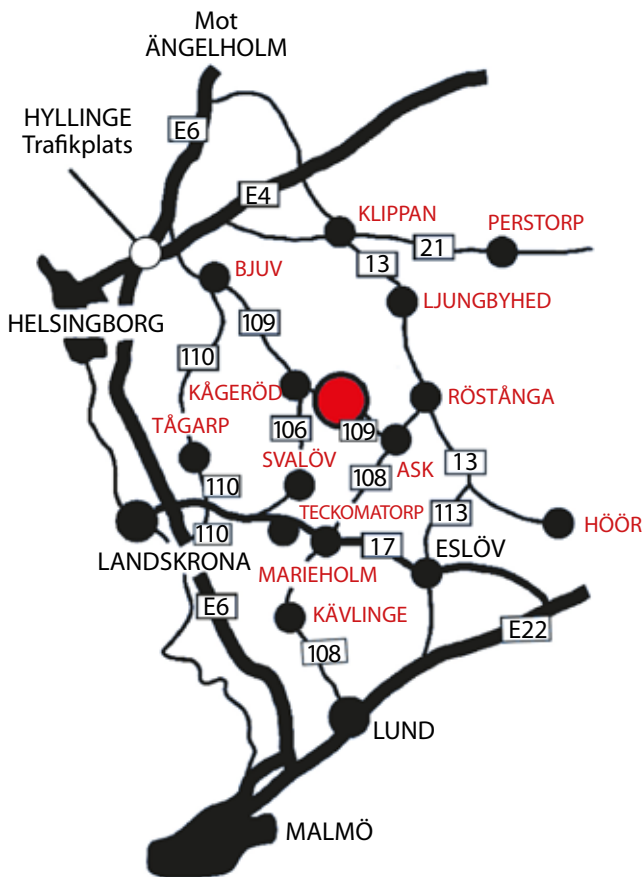 Mot
ÄNGELHOLM
HYLLINGE
Trafikplats
E6
E4
KLIPPAN
PERSTORP
21
13
BJUV
LJUNGBYHED
HELSINGBORG
109
110
KÅGERÖD
RÖSTÅNGA
TÅGARP
106
109
ASK
13
SVALÖV
108
110
TECKOMATORP
113
HÖÖR
110
17
ESLÖV
LANDSKRONA
MARIEHOLM
E6
KÄVLINGE
E22
108
LUND
MALMÖ